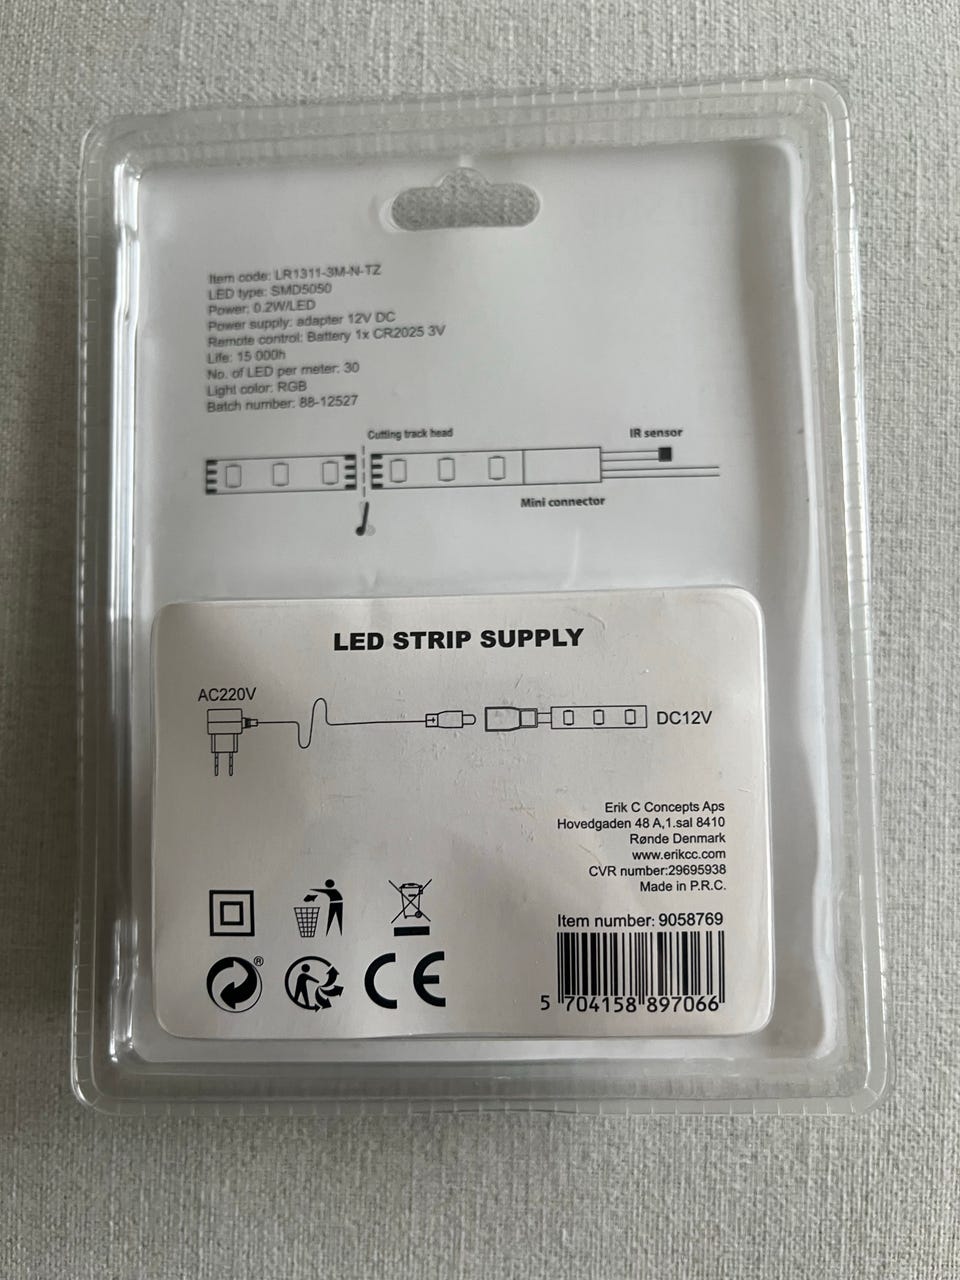 Item code: LR1311-3M-N-TZ
LED type: SMD5050
Power: 0.2W/LED
Power supply: adapter 12V DC
Remote control: Battery 1x CR2025 3V
Life: 15 000h
No. of LED per meter: 30
Light color: RGB
Batch number: 88-12527
Cutting track head
IR sensor
Mini connector
LED STRIP SUPPLY
AC220V
DC12V
Erik C Concepts Aps
Hovedgaden 48 A,1.sal 8410
Rønde Denmark
www.erikcc.com
CVR number:29695938
Made in P.R.C.
Item number: 9058769
®
CE
5 704158 897066